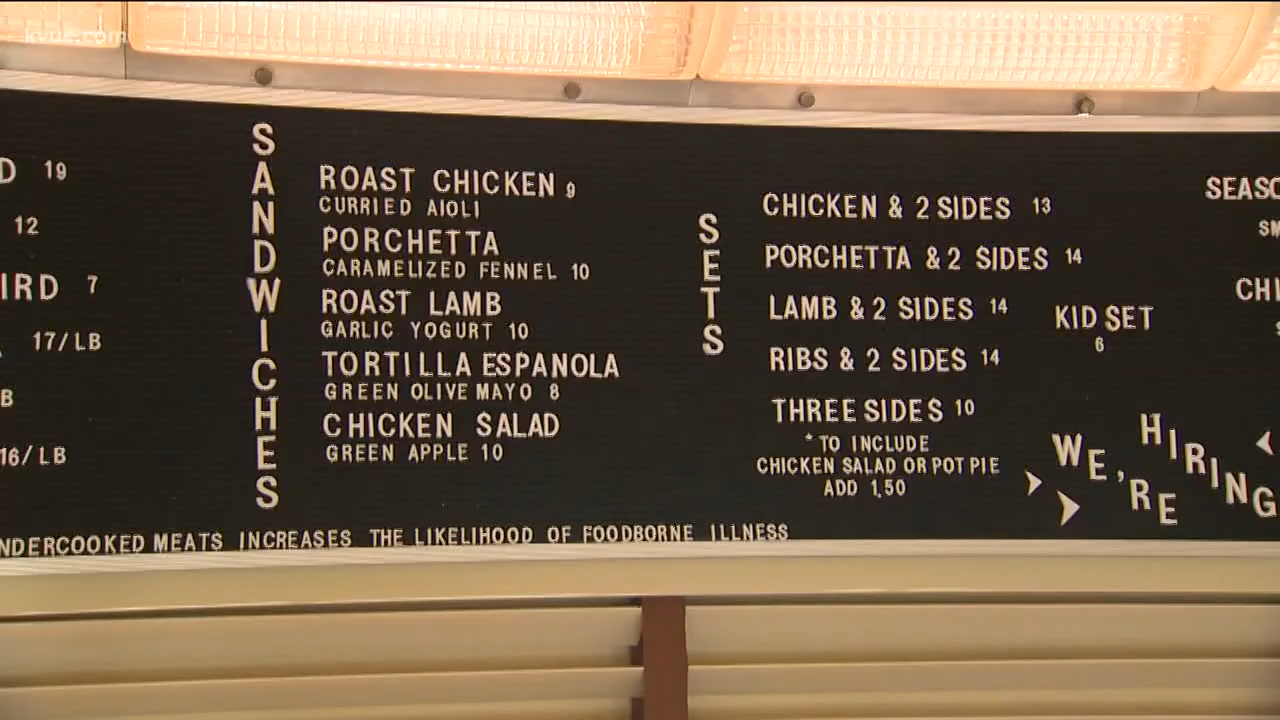 kvue.com
19
12
7
17/LB
16/LB
SANDWICHES
ROAST CHICKEN 9
CURRIED AIOLI
PORCHETTA
CARAMELIZED FENNEL 10
ROAST LAMB
GARLIC YOGURT 10
TORTILLA ESPANOLA
GREEN OLIVE MAYO 8
CHICKEN SALAD
GREEN APPLE 10
SETS
CHICKEN & 2 SIDES 13
PORCHETTA & 2 SIDES 14
LAMB & 2 SIDES 14
RIBS & 2 SIDES 14
THREE SIDES 10
* TO INCLUDE
CHICKEN SALAD OR POT PIE
ADD 1.50
KID SET
6
WE'RE HIRING
NDERCOOKED MEATS INCREASES THE LIKELIHOOD OF FOODBORNE ILLNESS